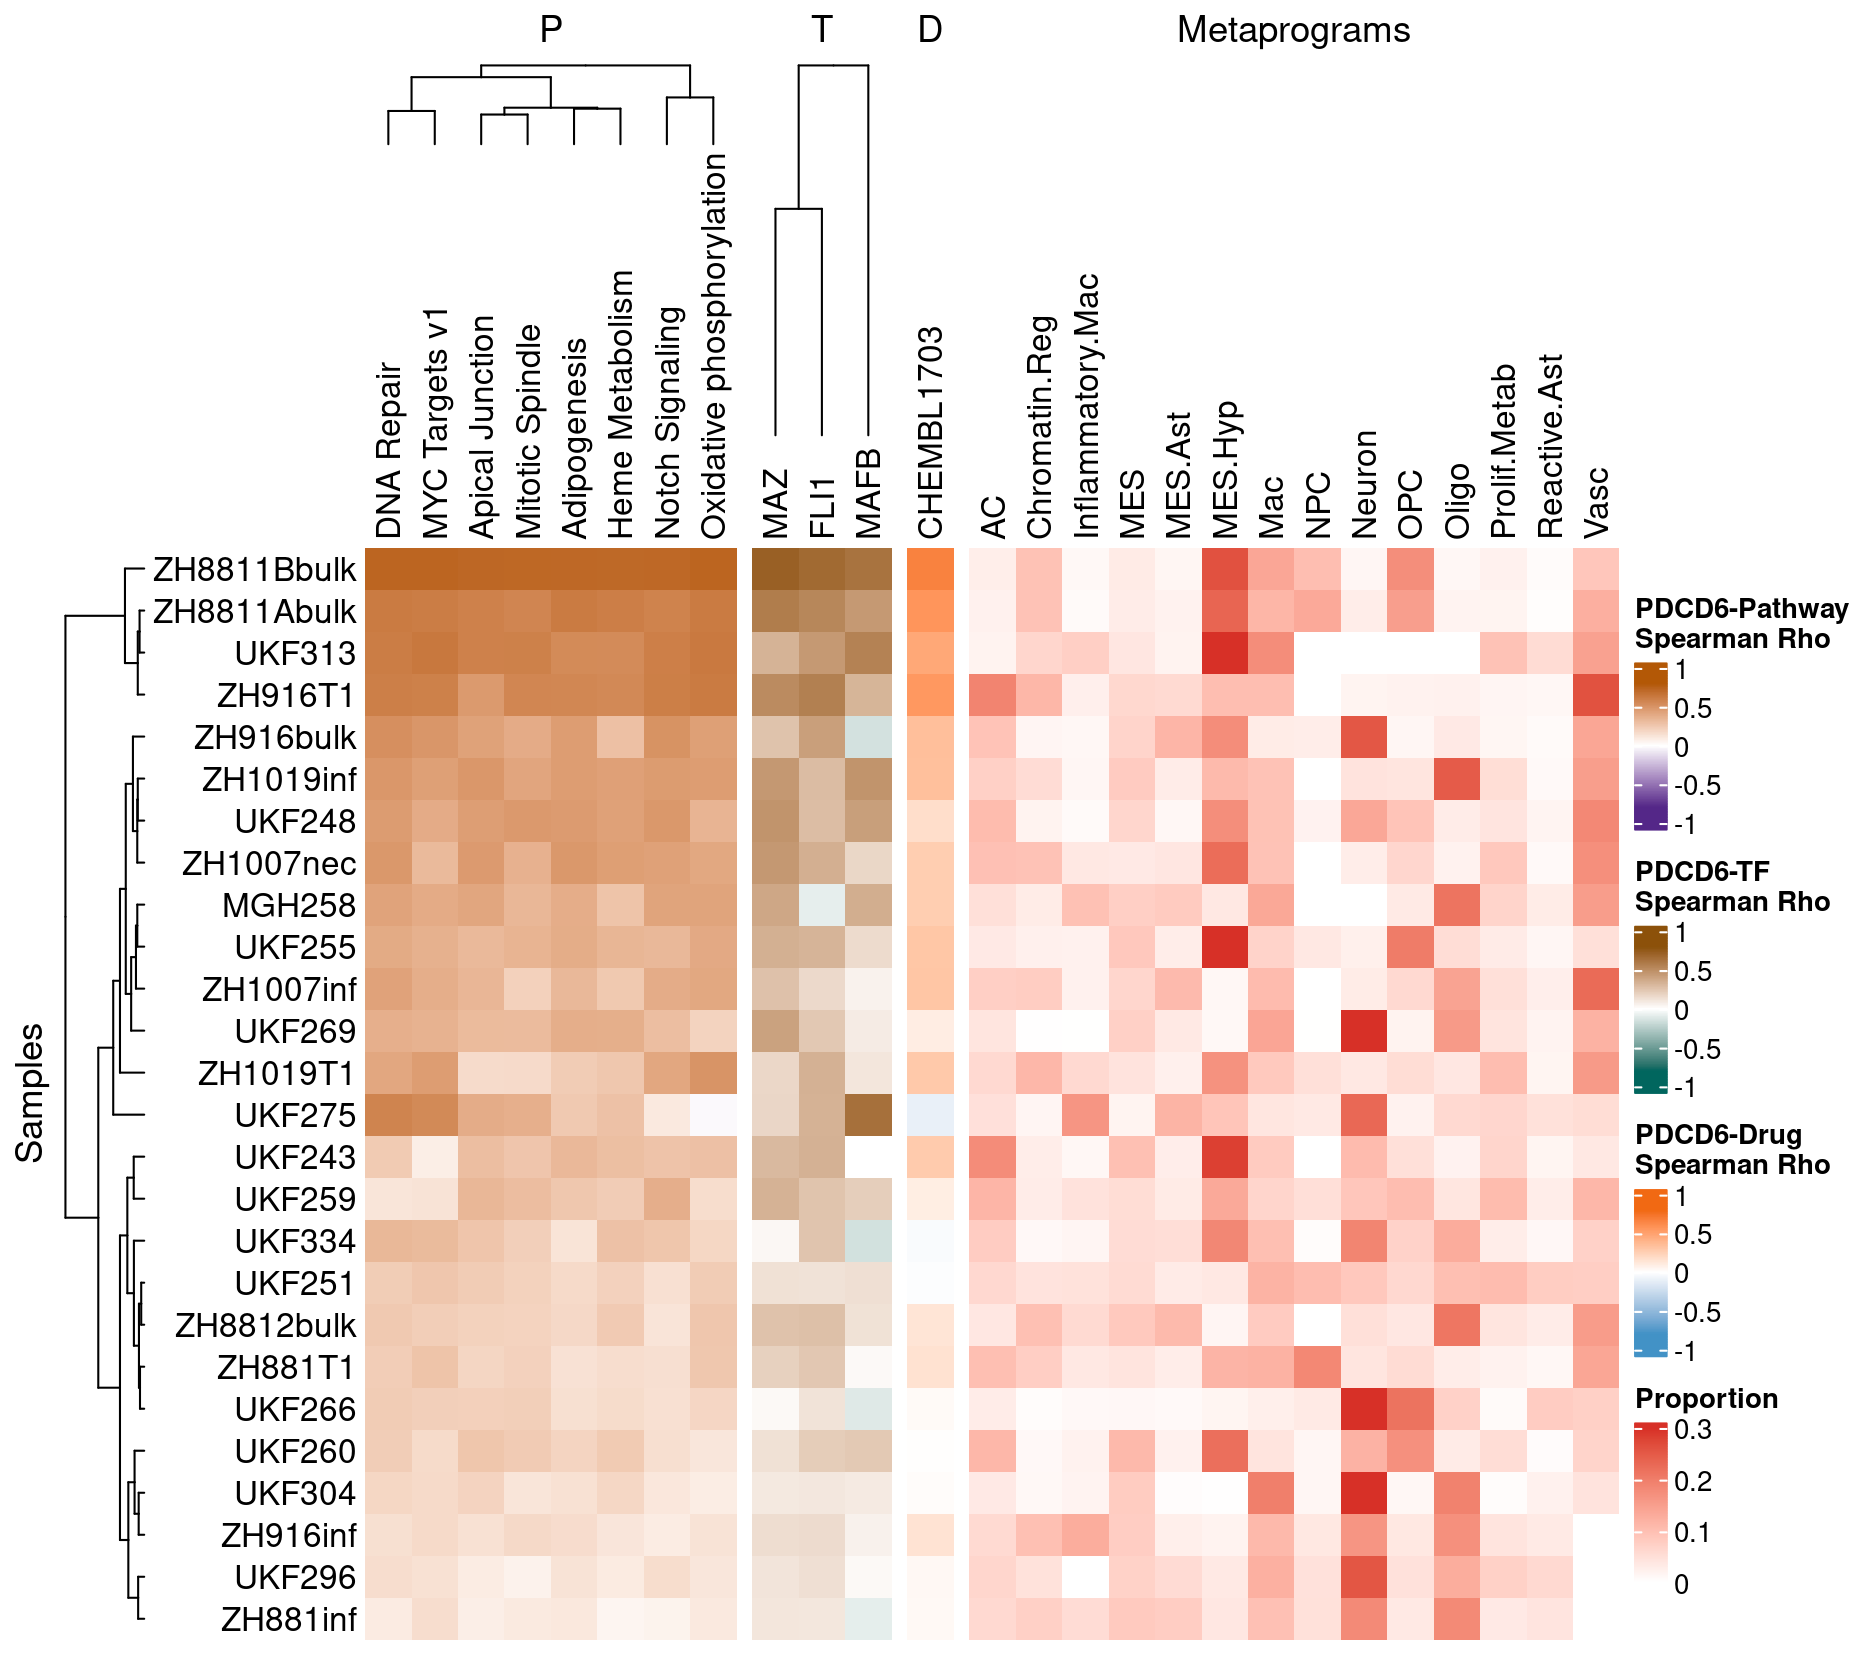 P
T
D
Metaprograms
DNA Repair
MYC Targets v1
Apical Junction
Mitotic Spindle
Adipogenesis
Heme Metabolism
Notch Signaling
Oxidative phosphorylation
MAZ
FLI1
MAFB
CHEMBL1703
AC
Chromatin.Reg
Inflammatory.Mac
MES
MES.Ast
MES.Hyp
Mac
NPC
Neuron
OPC
Oligo
Prolif.Metab
Reactive.Ast
Vasc
Samples
ZH8811Bbulk
ZH8811Abulk
UKF313
ZH916T1
ZH916bulk
ZH1019inf
UKF248
ZH1007nec
MGH258
UKF255
ZH1007inf
UKF269
ZH1019T1
UKF275
UKF243
UKF259
UKF334
UKF251
ZH8812bulk
ZH881T1
UKF266
UKF260
UKF304
ZH916inf
UKF296
ZH881inf
PDCD6-Pathway
Spearman Rho
1
0.5
0
-0.5
-1
PDCD6-TF
Spearman Rho
1
0.5
0
-0.5
-1
PDCD6-Drug
Spearman Rho
1
0.5
0
-0.5
-1
Proportion
0.3
0.2
0.1
0